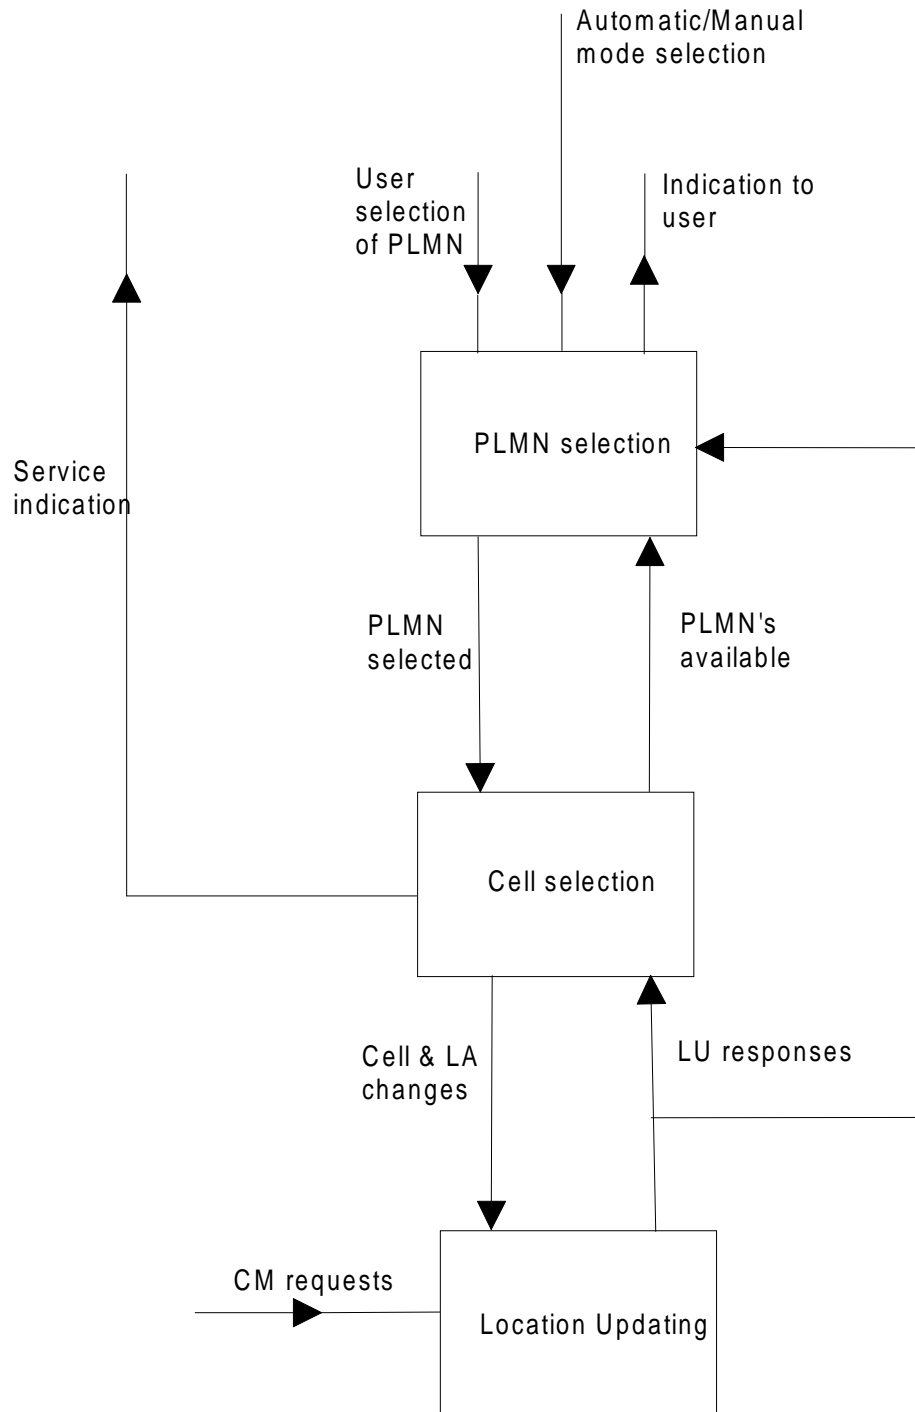 Automatic/Manual
mode selection
User
selection
of PLMN
Indication to
user
PLMN selection
Service
indication
PLMN
selected
PLMN's
available
Cell selection
Cell & LA
changes
LU responses
CM requests
Location Updating